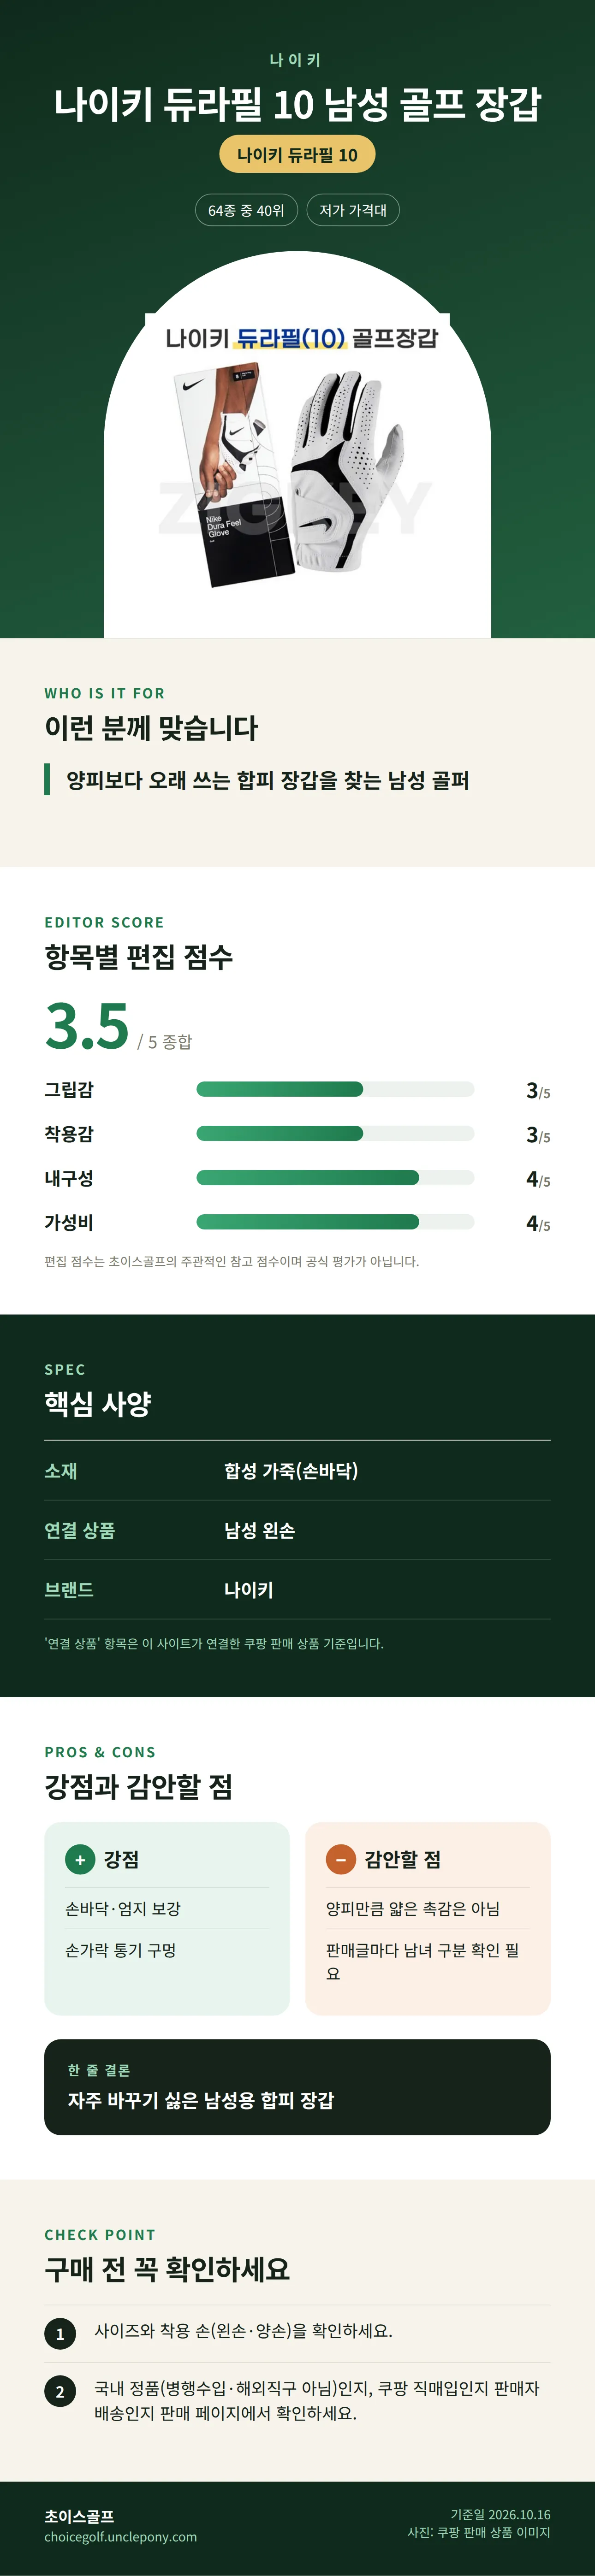 나이키
나이키 듀라필 10 남성 골프 장갑
나이키 듀라필 10
64종 중 40위
저가 가격대
나이키 듀라필(10) 골프장갑
Nike
Dura Feel
Glove
WHO IS IT FOR
이런 분께 맞습니다
양피보다 오래 쓰는 합피 장갑을 찾는 남성 골퍼
EDITOR SCORE
항목별 편집 점수
3.5 / 5 종합
그립감 3/5
착용감 3/5
내구성 4/5
가성비 4/5
편집 점수는 초이스골프의 주관적인 참고 점수이며 공식 평가가 아닙니다.
SPEC
핵심 사양
소재 합성 가죽(손바닥)
연결 상품 남성 왼손
브랜드 나이키
'연결 상품' 항목은 이 사이트가 연결한 쿠팡 판매 상품 기준입니다.
PROS & CONS
강점과 감안할 점
+ 강점
손바닥·엄지 보강
손가락 통기 구멍
− 감안할 점
양피만큼 얇은 촉감은 아님
판매글마다 남녀 구분 확인 필
요
한 줄 결론
자주 바꾸기 싫은 남성용 합피 장갑
CHECK POINT
구매 전 꼭 확인하세요
1 사이즈와 착용 손(왼손·양손)을 확인하세요.
2 국내 정품(병행수입·해외직구 아님)인지, 쿠팡 직매입인지 판매자
배송인지 판매 페이지에서 확인하세요.
초이스골프
choicegolf.unclepony.com
기준일 2026.10.16
사진: 쿠팡 판매 상품 이미지